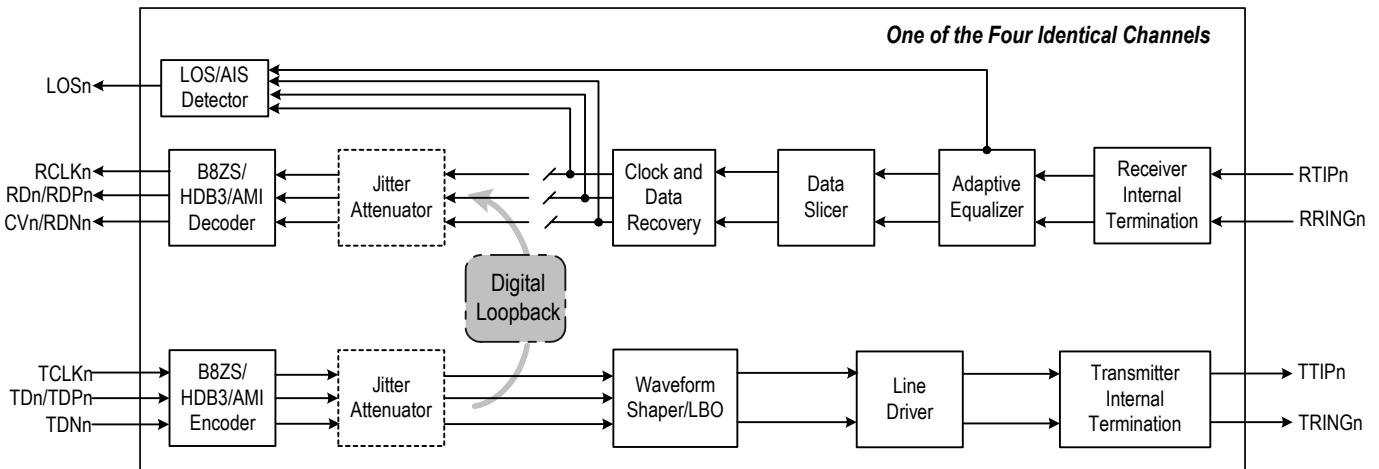 One of the Four Identical Channels
LOSn
LOS/AIS
Detector
RCLKn
RDn/RDPn
CVn/RDNn
B8ZS/
HDB3/AMI
Decoder
Jitter
Attenuator
Clock and
Data
Recovery
Data
Slicer
Adaptive
Equalizer
Receiver
Internal
Termination
RTIPn
RRINGn
Digital
Loopback
TCLKn
TDn/TDPn
TDNn
B8ZS/
HDB3/AMI
Encoder
Jitter
Attenuator
Waveform
Shaper/LBO
Line
Driver
Transmitter
Internal
Termination
TTIPn
TRINGn